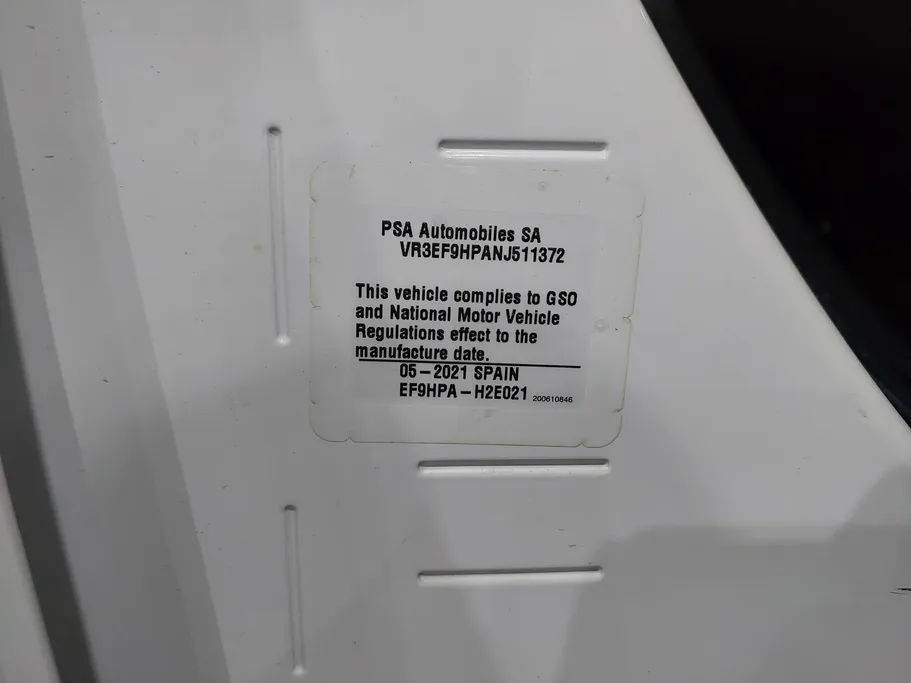 PSA Automobiles SA
VR3EF9HPANJ511372
This vehicle complies to GSO
and National Motor Vehicle
Regulations effect to the
manufacture date.
05-2021 SPAIN
EF9HPA-H2E021 200610846